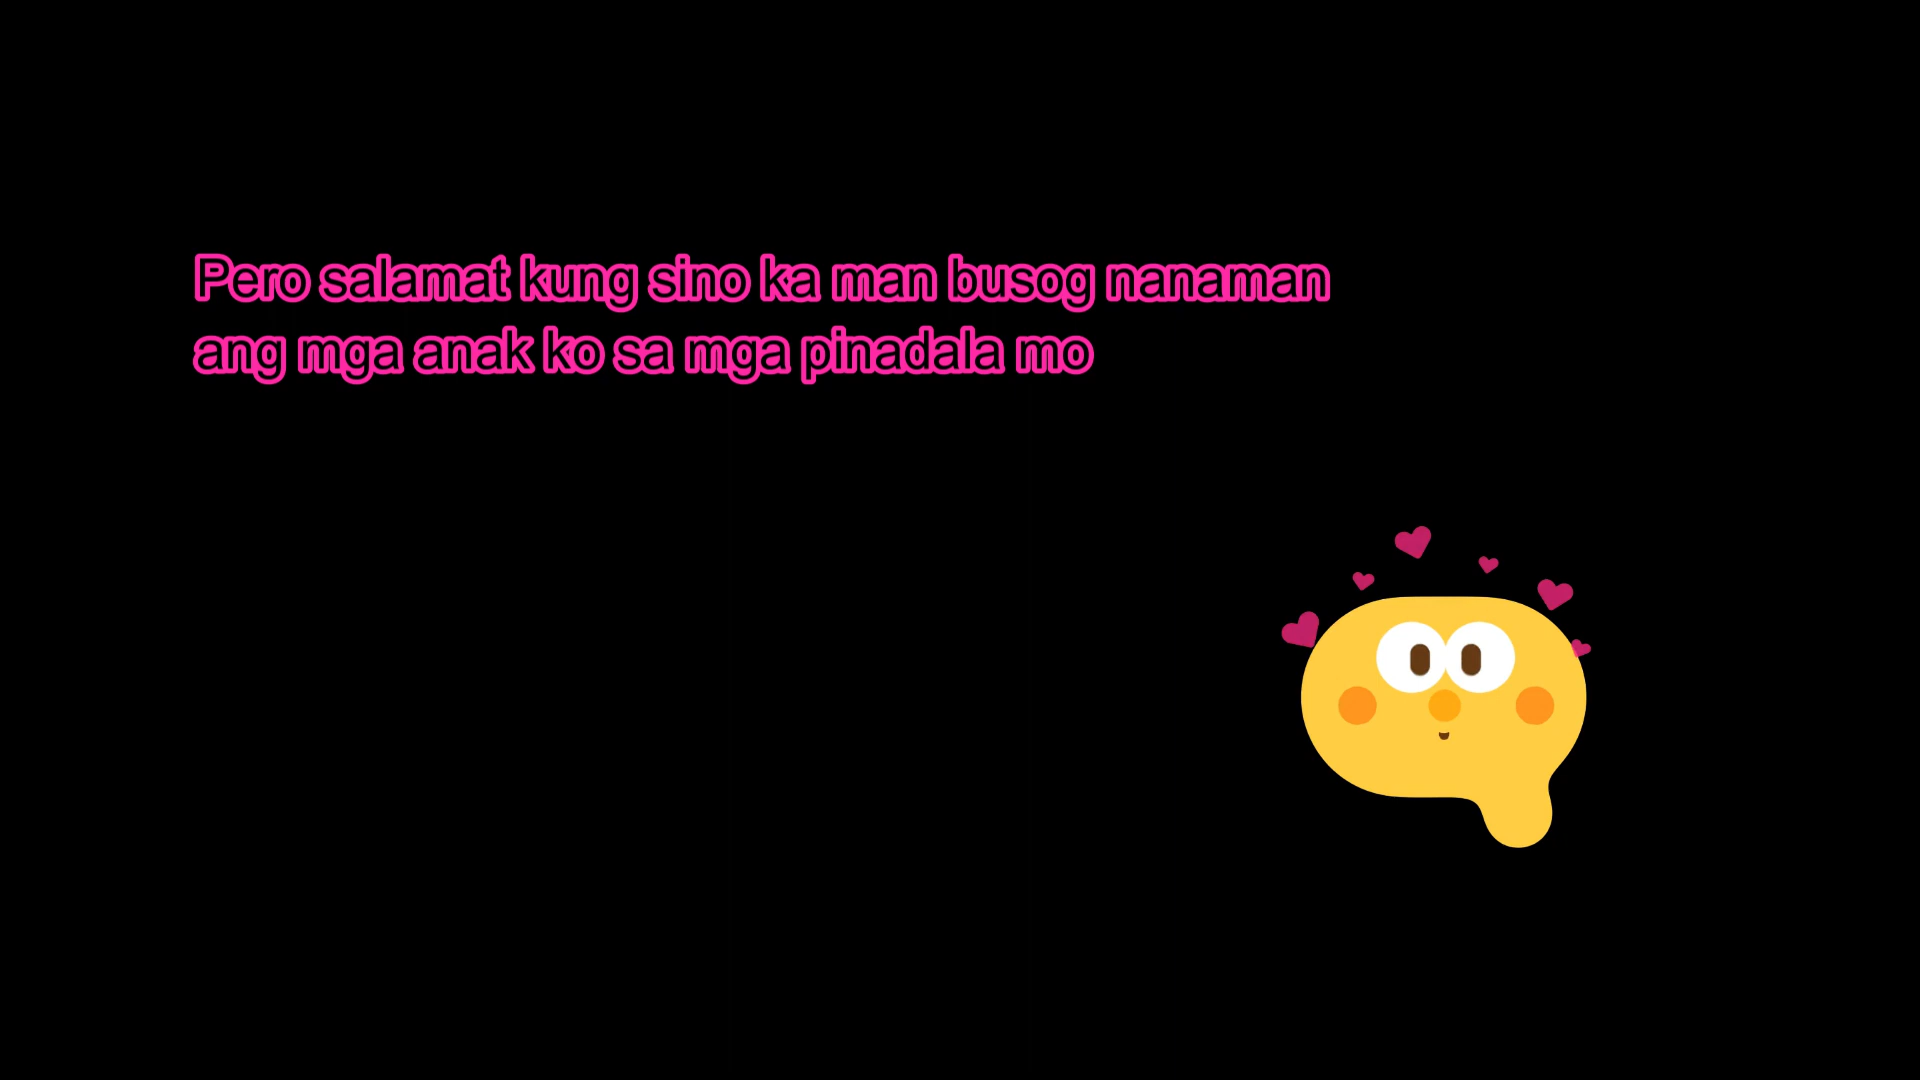 Pero salamat kung sino ka man busog nanaman
ang mga anak ko sa mga pinadala mo